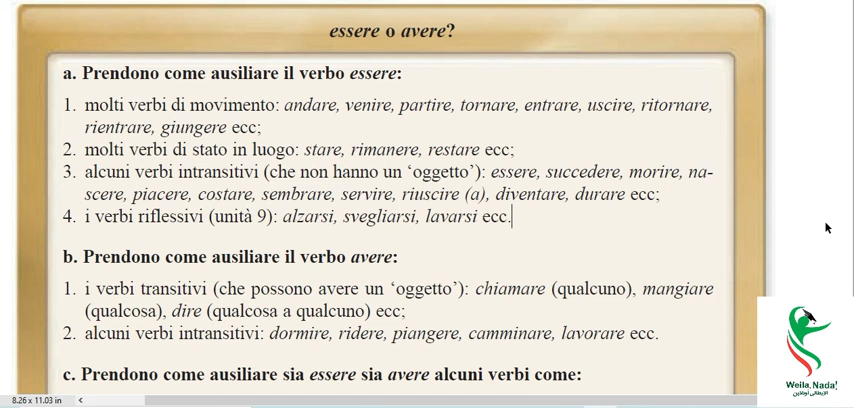 essere o avere?
a. Prendono come ausiliare il verbo essere:
1. molti verbi di movimento: andare, venire, partire, tornare, entrare, uscire, ritornare,
rientrare, giungere ecc;
2. molti verbi di stato in luogo: stare, rimanere, restare ecc;
3. alcuni verbi intransitivi (che non hanno un ‘oggetto’): essere, succedere, morire, na-
scere, piacere, costare, sembrare, servire, riuscire (a), diventare, durare ecc;
4. i verbi riflessivi (unità 9): alzarsi, svegliarsi, lavarsi ecc.
b. Prendono come ausiliare il verbo avere:
1. i verbi transitivi (che possono avere un ‘oggetto’): chiamare (qualcuno), mangiare
(qualcosa), dire (qualcosa a qualcuno) ecc;
2. alcuni verbi intransitivi: dormire, ridere, piangere, camminare, lavorare ecc.
c. Prendono come ausiliare sia essere sia avere alcuni verbi come:
8.26 x 11.03 in
Weila, Nada!
الإيطالي أونلاين